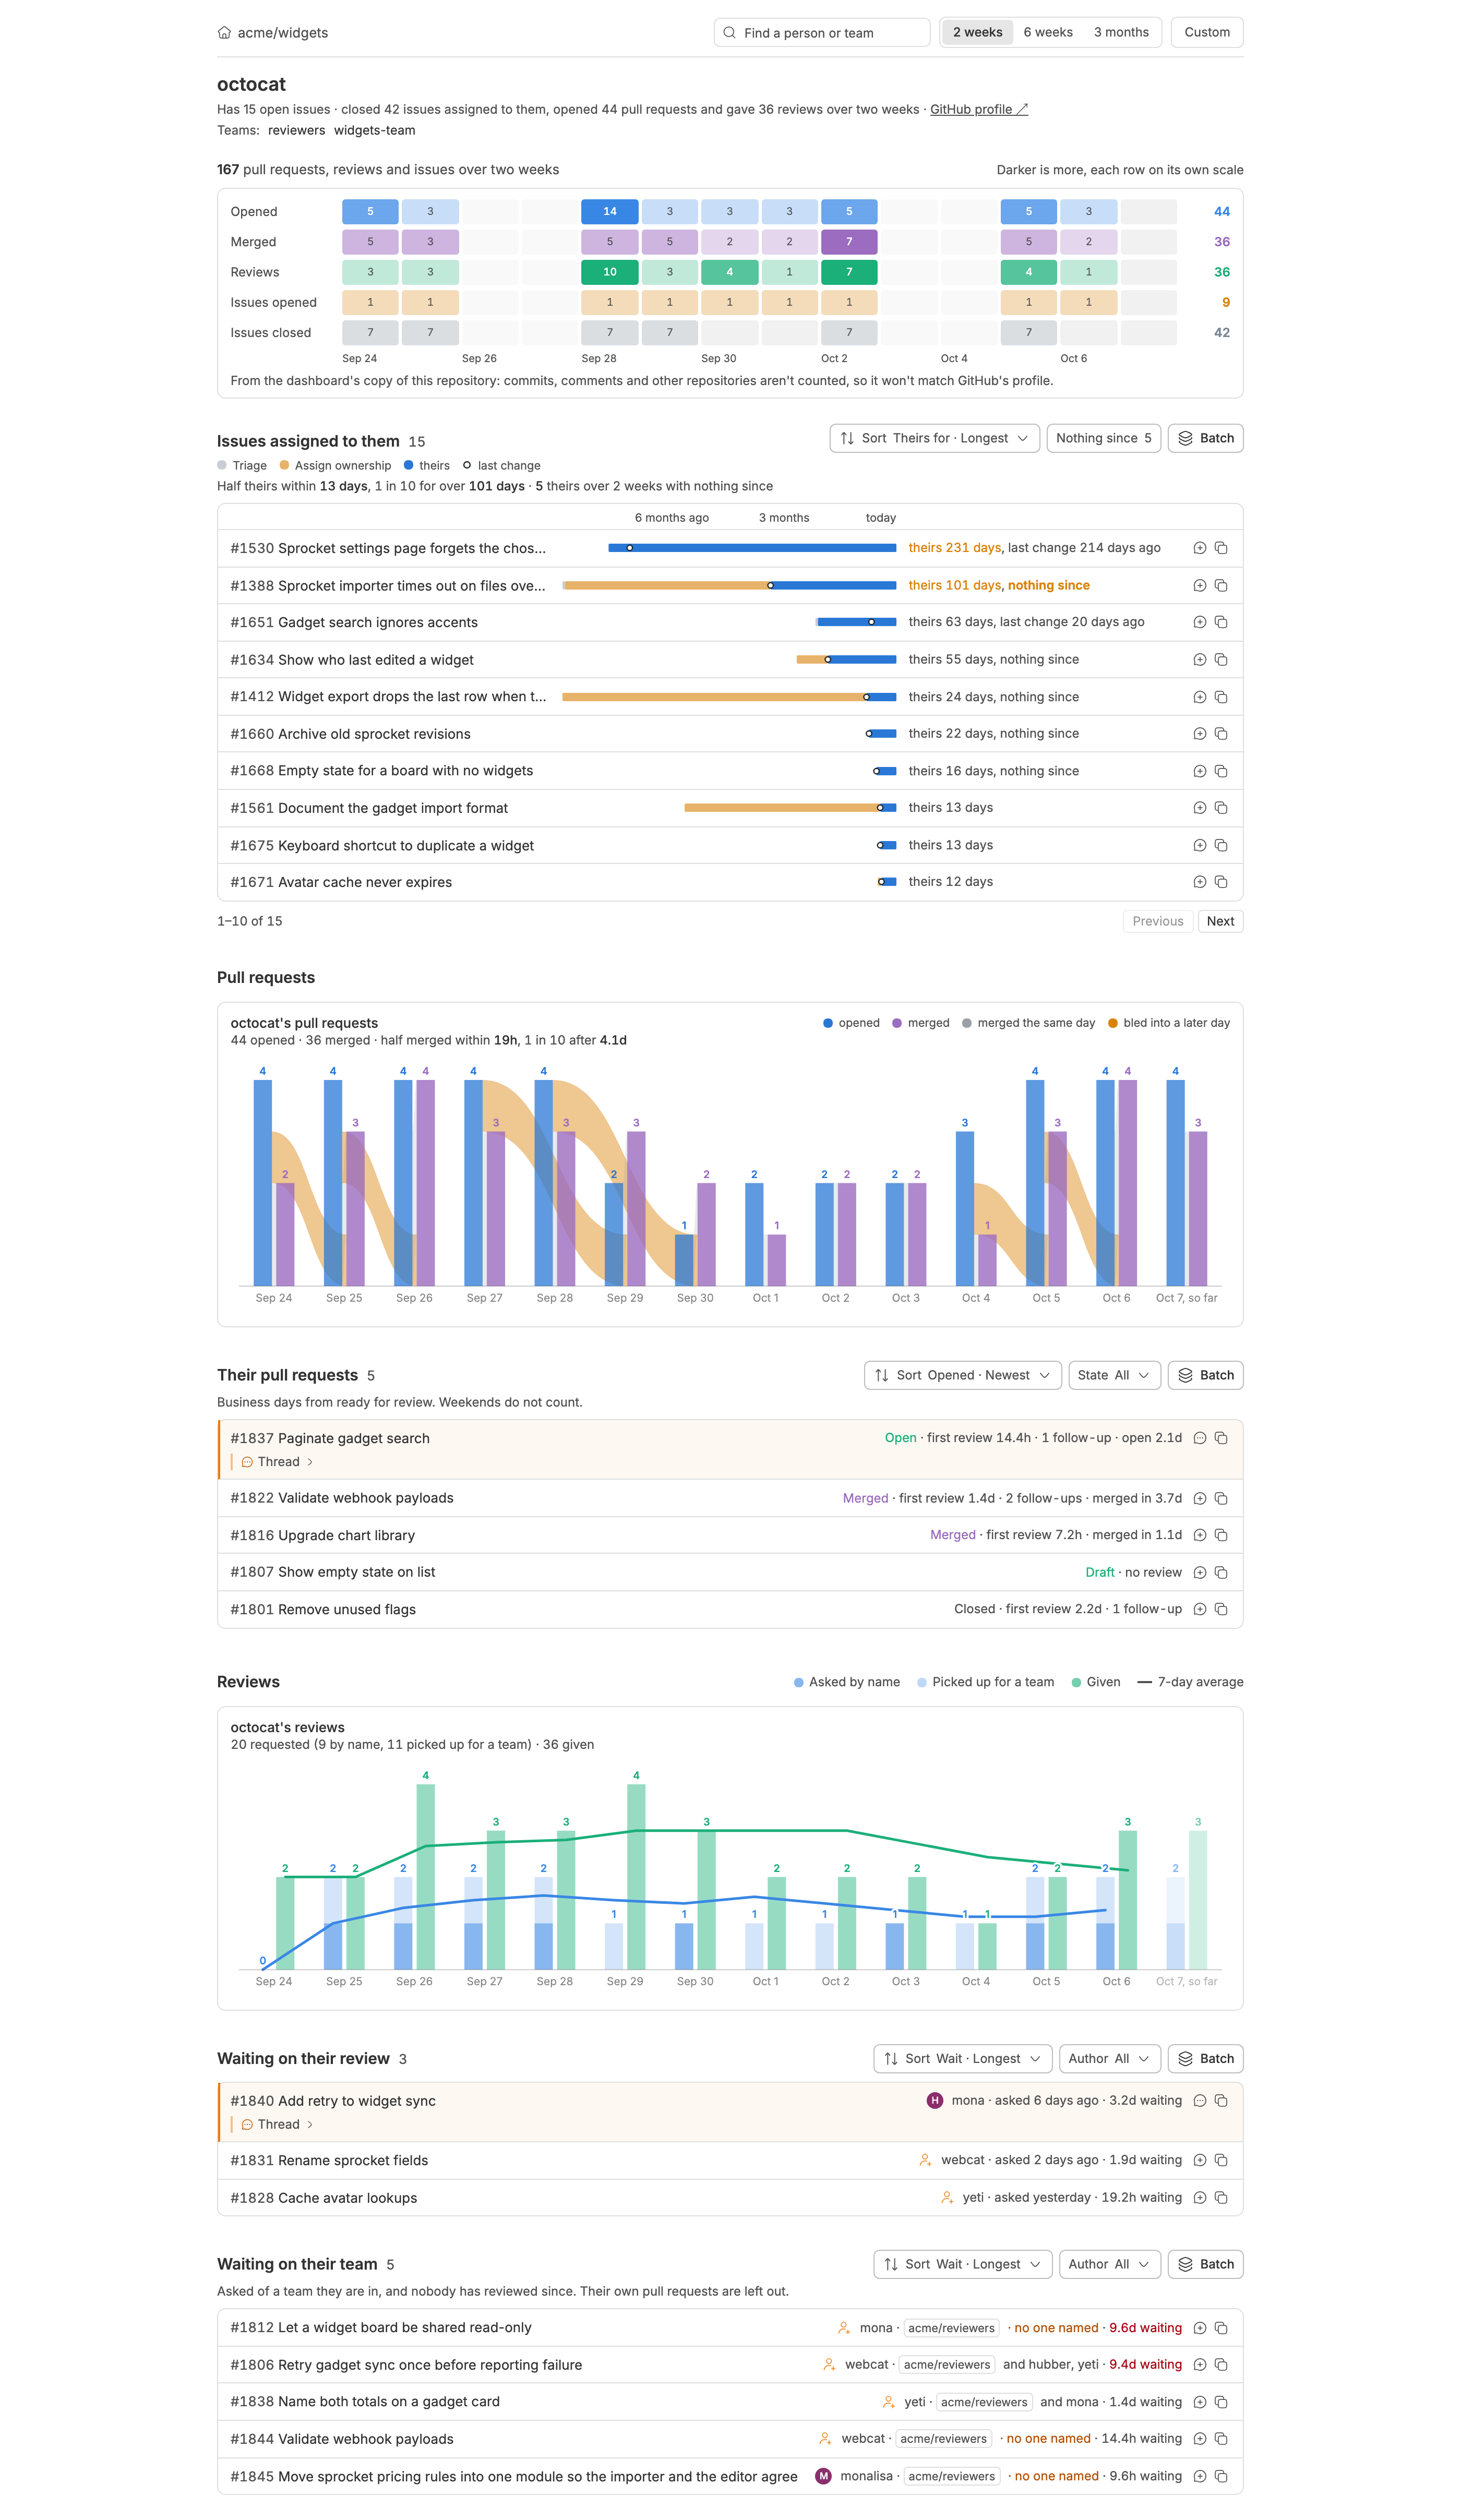 acme/widgets
Find a person or team
2 weeks 6 weeks 3 months Custom
octocat
Has 15 open issues · closed 42 issues assigned to them, opened 44 pull requests and gave 36 reviews over two weeks · GitHub profile ↗
Teams: reviewers widgets-team
167 pull requests, reviews and issues over two weeks
Darker is more, each row on its own scale
Opened 5 3 14 3 3 3 5 5 3 44
Merged 5 3 5 5 2 2 7 5 2 36
Reviews 3 3 10 3 4 1 7 4 1 36
Issues opened 1 1 1 1 1 1 1 1 1 9
Issues closed 7 7 7 7 7 7 42
Sep 24 Sep 26 Sep 28 Sep 30 Oct 2 Oct 4 Oct 6
From the dashboard's copy of this repository: commits, comments and other repositories aren't counted, so it won't match GitHub's profile.
Issues assigned to them 15
Sort Theirs for · Longest Nothing since 5 Batch
Triage Assign ownership theirs last change
Half theirs within 13 days, 1 in 10 for over 101 days · 5 theirs over 2 weeks with nothing since
6 months ago 3 months today
#1530 Sprocket settings page forgets the chos... theirs 231 days, last change 214 days ago
#1388 Sprocket importer times out on files ove... theirs 101 days, nothing since
#1651 Gadget search ignores accents theirs 63 days, last change 20 days ago
#1634 Show who last edited a widget theirs 55 days, nothing since
#1412 Widget export drops the last row when t... theirs 24 days, nothing since
#1660 Archive old sprocket revisions theirs 22 days, nothing since
#1668 Empty state for a board with no widgets theirs 16 days, nothing since
#1561 Document the gadget import format theirs 13 days
#1675 Keyboard shortcut to duplicate a widget theirs 13 days
#1671 Avatar cache never expires theirs 12 days
1–10 of 15 Previous Next
Pull requests
octocat's pull requests
opened merged merged the same day bled into a later day
44 opened · 36 merged · half merged within 19h, 1 in 10 after 4.1d
4 2 4 3 4 4 4 3 4 3 2 3 1 2 2 1 2 2 2 2 3 1 4 3 4 4 4 3
Sep 24 Sep 25 Sep 26 Sep 27 Sep 28 Sep 29 Sep 30 Oct 1 Oct 2 Oct 3 Oct 4 Oct 5 Oct 6 Oct 7, so far
Their pull requests 5
Sort Opened · Newest State All Batch
Business days from ready for review. Weekends do not count.
#1837 Paginate gadget search Open · first review 14.4h · 1 follow-up · open 2.1d
Thread
#1822 Validate webhook payloads Merged · first review 1.4d · 2 follow-ups · merged in 3.7d
#1816 Upgrade chart library Merged · first review 7.2h · merged in 1.1d
#1807 Show empty state on list Draft · no review
#1801 Remove unused flags Closed · first review 2.2d · 1 follow-up
Reviews
Asked by name Picked up for a team Given 7-day average
octocat's reviews
20 requested (9 by name, 11 picked up for a team) · 36 given
0 2 2 2 2 4 2 3 2 3 1 4 1 3 1 2 1 2 1 2 1 1 2 2 2 3 2 3
Sep 24 Sep 25 Sep 26 Sep 27 Sep 28 Sep 29 Sep 30 Oct 1 Oct 2 Oct 3 Oct 4 Oct 5 Oct 6 Oct 7, so far
Waiting on their review 3
Sort Wait · Longest Author All Batch
#1840 Add retry to widget sync H mona · asked 6 days ago · 3.2d waiting
Thread
#1831 Rename sprocket fields webcat · asked 2 days ago · 1.9d waiting
#1828 Cache avatar lookups yeti · asked yesterday · 19.2h waiting
Waiting on their team 5
Sort Wait · Longest Author All Batch
Asked of a team they are in, and nobody has reviewed since. Their own pull requests are left out.
#1812 Let a widget board be shared read-only mona · acme/reviewers · no one named · 9.6d waiting
#1806 Retry gadget sync once before reporting failure webcat · acme/reviewers and hubber, yeti · 9.4d waiting
#1838 Name both totals on a gadget card yeti · acme/reviewers and mona · 1.4d waiting
#1844 Validate webhook payloads webcat · acme/reviewers · no one named · 14.4h waiting
#1845 Move sprocket pricing rules into one module so the importer and the editor agree M monalisa · acme/reviewers · no one named · 9.6h waiting